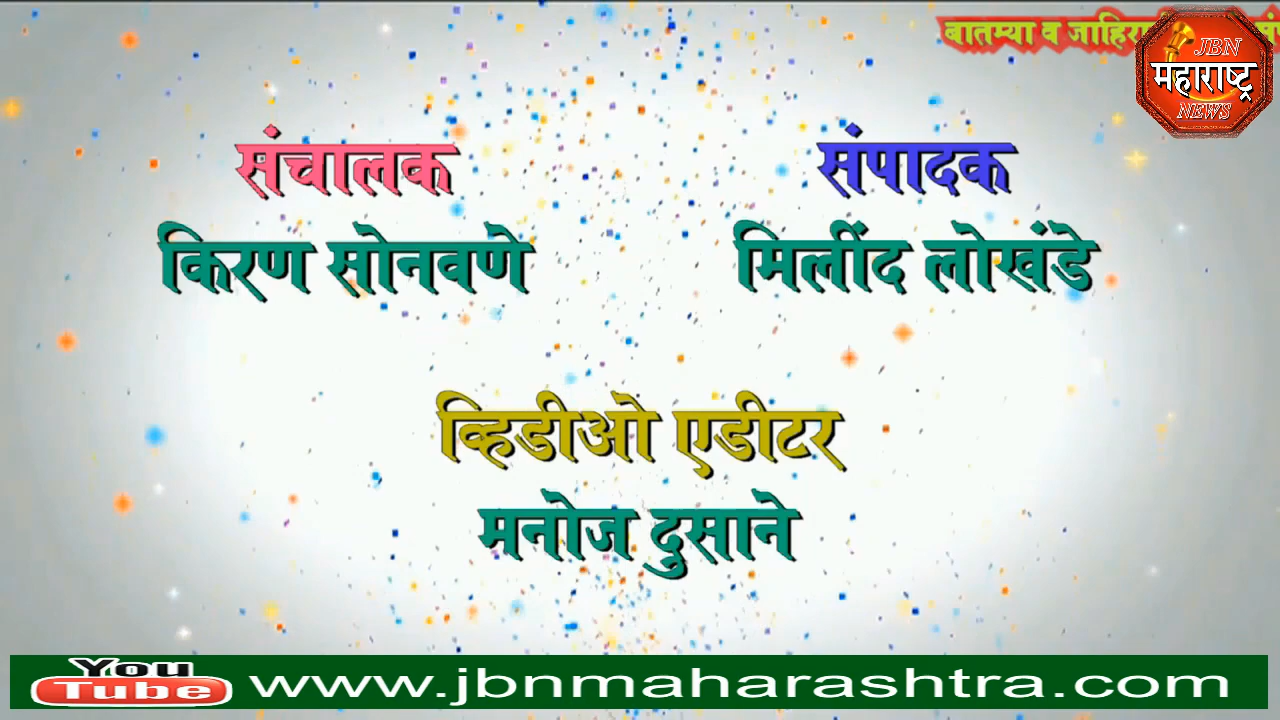 बातम्या व
JBN
महाराष्ट्र
NEWS
संचालक
किरण सोनवणे
संपादक
मिलींद लोखंडे
व्हिडीओ एडीटर
मनोज दुसाने
You
Tube
www.jbnmaharashtra.com